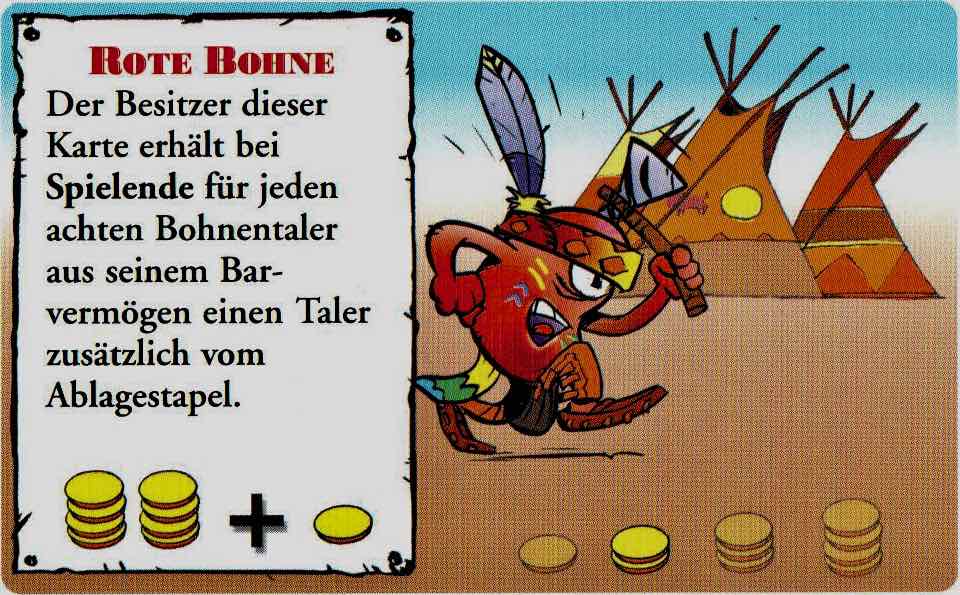 ROTE BOHNE
Der Besitzer dieser
Karte erhält bei
Spielende für jeden
achten Bohnentaler
aus seinem Bar-
vermögen einen Taler
zusätzlich vom
Ablagestapel.
+